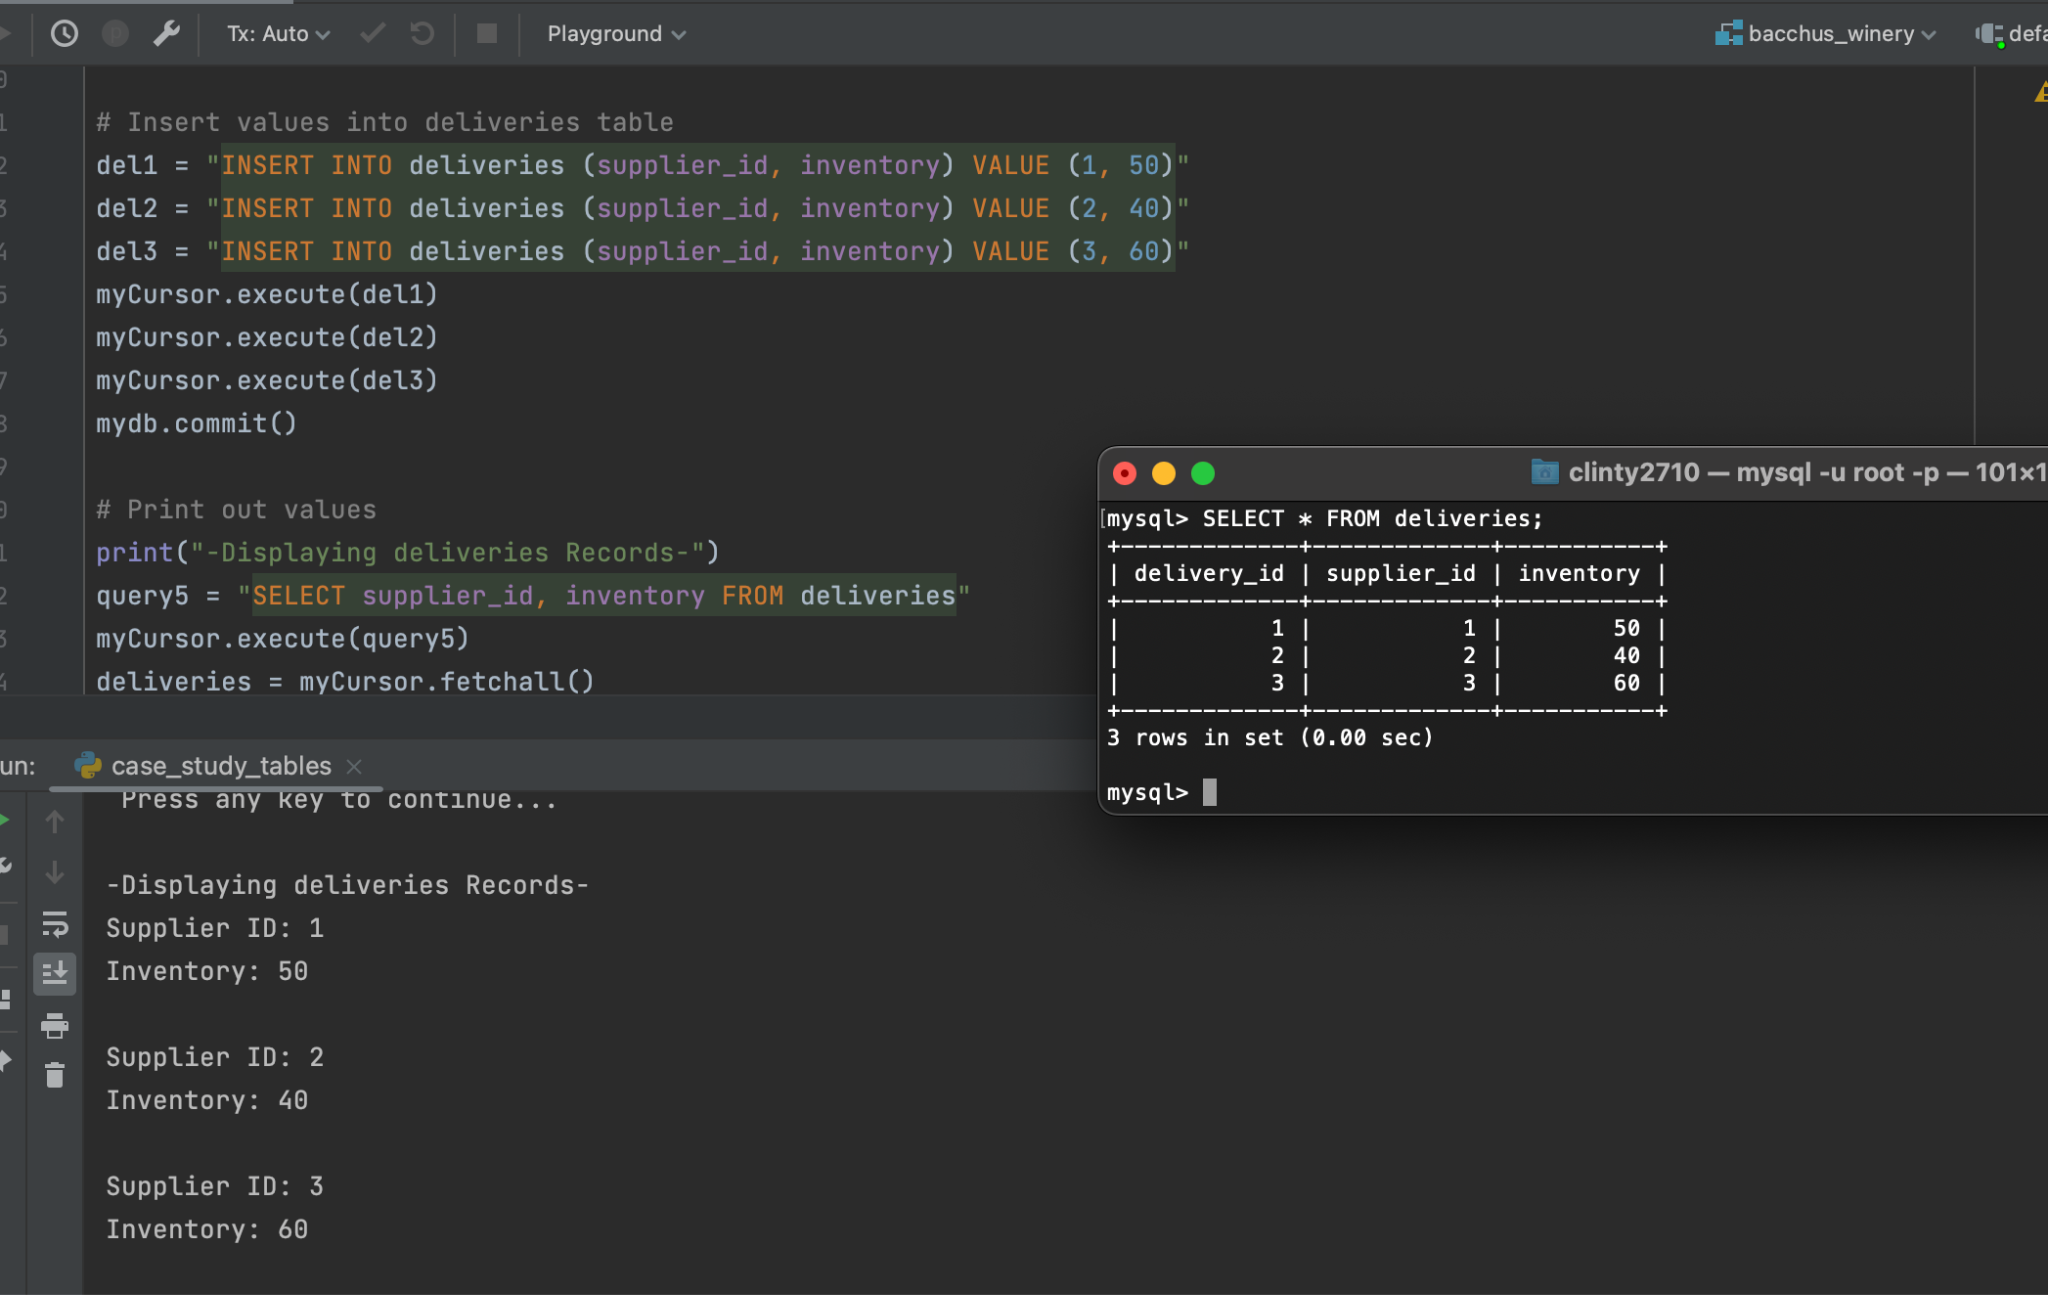 Tx: Auto Playground bacchus_winery
# Insert values into deliveries table
del1 = "INSERT INTO deliveries (supplier_id, inventory) VALUE (1, 50)"
del2 = "INSERT INTO deliveries (supplier_id, inventory) VALUE (2, 40)"
del3 = "INSERT INTO deliveries (supplier_id, inventory) VALUE (3, 60)"
myCursor.execute(del1)
myCursor.execute(del2)
myCursor.execute(del3)
mydb.commit()
# Print out values
print("-Displaying deliveries Records-")
query5 = "SELECT supplier_id, inventory FROM deliveries"
myCursor.execute(query5)
deliveries = myCursor.fetchall()
clinty2710 — mysql -u root -p — 101×1
mysql> SELECT * FROM deliveries;
+-------------+-------------+-----------+
| delivery_id | supplier_id | inventory |
+-------------+-------------+-----------+
|           1 |           1 |        50 |
|           2 |           2 |        40 |
|           3 |           3 |        60 |
+-------------+-------------+-----------+
3 rows in set (0.00 sec)
mysql>
un: case_study_tables
Press any key to continue...
-Displaying deliveries Records-
Supplier ID: 1
Inventory: 50
Supplier ID: 2
Inventory: 40
Supplier ID: 3
Inventory: 60